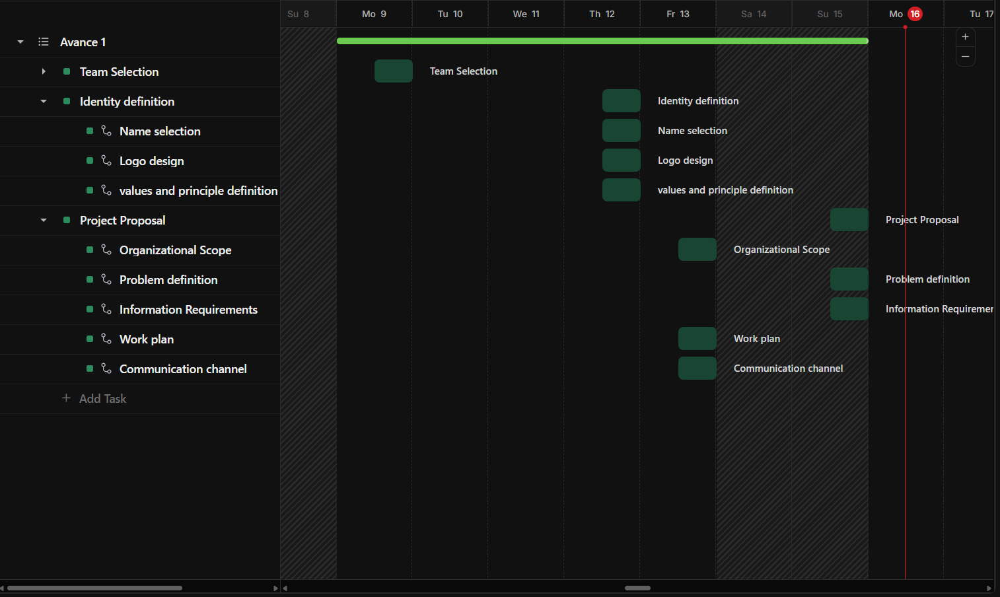 Su 8 Mo 9 Tu 10 We 11 Th 12 Fr 13 Sa 14 Su 15 Mo 16 Tu 17
Avance 1
Team Selection Team Selection
Identity definition Identity definition
Name selection Name selection
Logo design Logo design
values and principle definition values and principle definition
Project Proposal Project Proposal
Organizational Scope Organizational Scope
Problem definition Problem definition
Information Requirements Information Requiremen
Work plan Work plan
Communication channel Communication channel
+ Add Task